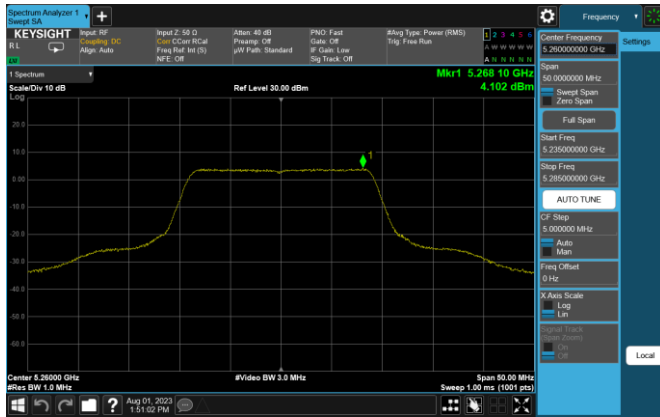 Spectrum Analyzer 1
Swept SA
+
Frequency
KEYSIGHT
RL
Input: RF
Coupling: DC
Align: Auto
Input Z: 50 Ω
Corr CCorr RCal
Freq Ref: Int (S)
NFE: Off
Atten: 40 dB
Preamp: Off
µW Path: Standard
PNO: Fast
Gate: Off
IF Gain: Low
Sig Track: Off
#Avg Type: Power (RMS)
Trig: Free Run
1 2 3 4 5 6
A W W W W W
A N N N N N
1 Spectrum
Scale/Div 10 dB
Ref Level 30.00 dBm
Mkr1 5.268 10 GHz
4.102 dBm
Log
20.0
10.0
0.00
-10.0
-20.0
-30.0
-40.0
-50.0
-60.0
1
Center 5.26000 GHz
#Res BW 1.0 MHz
#Video BW 3.0 MHz
Span 50.00 MHz
Sweep 1.00 ms (1001 pts)
Aug 01, 2023
1:51:02 PM
?
Center Frequency
5.260000000 GHz
Settings
Span
50.0000000 MHz
Swept Span
Zero Span
Full Span
Start Freq
5.235000000 GHz
Stop Freq
5.285000000 GHz
AUTO TUNE
CF Step
5.000000 MHz
Auto
Man
Freq Offset
0 Hz
X Axis Scale
Log
Lin
Signal Track
(Span Zoom)
On
Off
Local